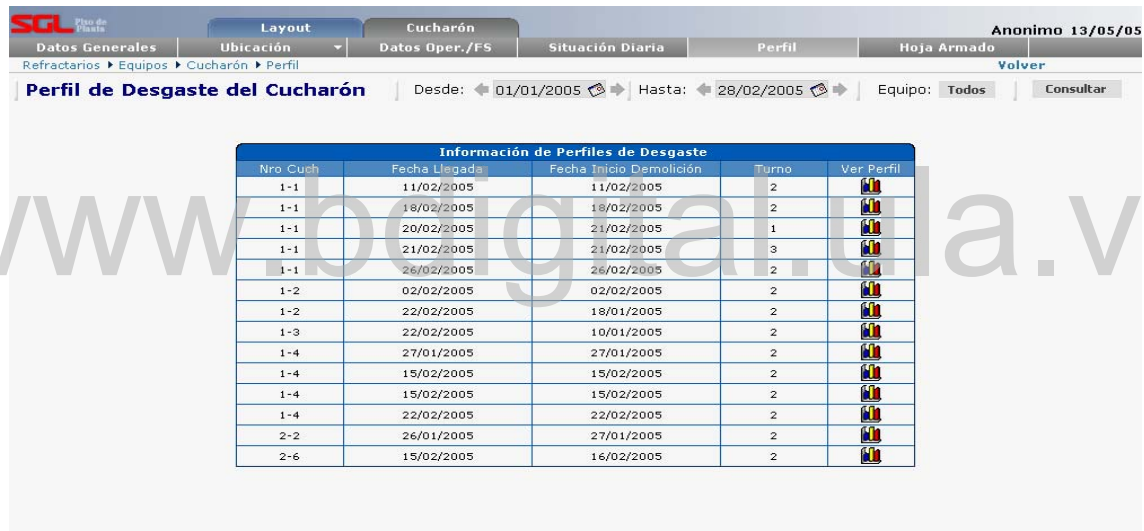 SGL Piso de Planta Layout Cucharón Anonimo 13/05/05
Datos Generales Ubicación Datos Oper./FS Situación Diaria Perfil Hoja Armado
Refractarios Equipos Cucharón Perfil Volver
Perfil de Desgaste del Cucharón Desde: 01/01/2005 Hasta: 28/02/2005 Equipo: Todos Consultar
Información de Perfiles de Desgaste
Nro Cuch Fecha Llegada Fecha Inicio Demolición Turno Ver Perfil
1-1 11/02/2005 11/02/2005 2
1-1 18/02/2005 18/02/2005 2
1-1 20/02/2005 21/02/2005 1
1-1 21/02/2005 21/02/2005 3
1-1 26/02/2005 26/02/2005 2
1-2 02/02/2005 02/02/2005 2
1-2 22/02/2005 18/01/2005 2
1-3 22/02/2005 10/01/2005 2
1-4 27/01/2005 27/01/2005 2
1-4 15/02/2005 15/02/2005 2
1-4 15/02/2005 15/02/2005 2
1-4 22/02/2005 22/02/2005 2
2-2 26/01/2005 27/01/2005 2
2-6 15/02/2005 16/02/2005 2
www.bdigital.ula.v